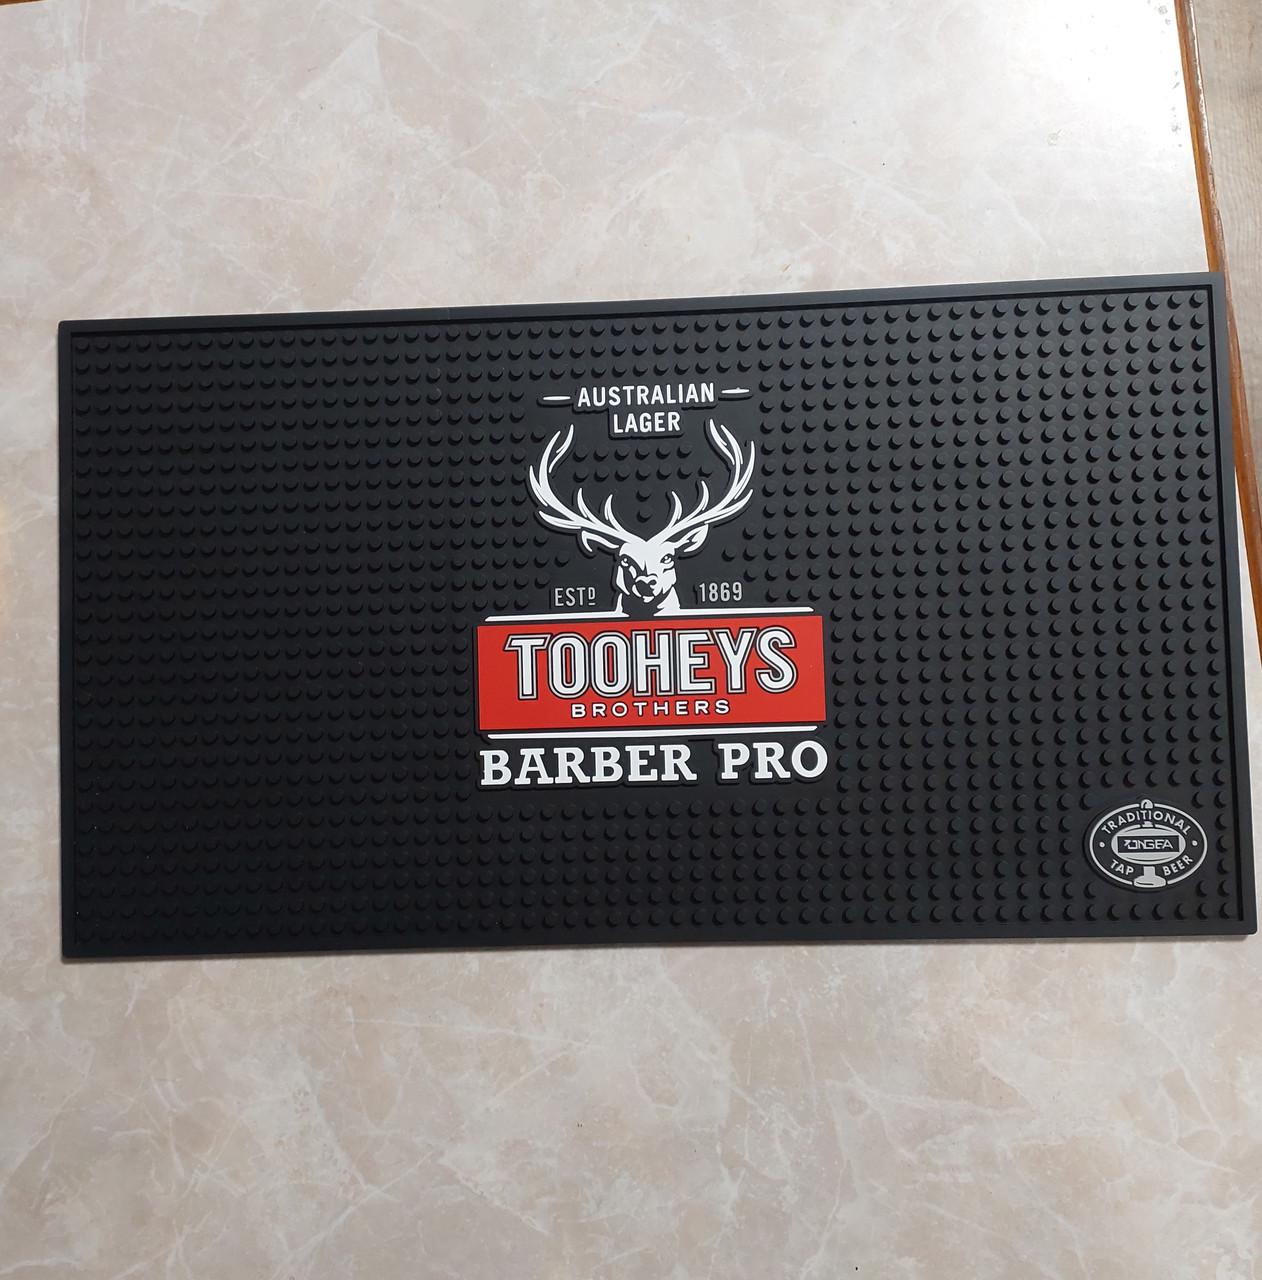 AUSTRALIAN
LAGER
ESTD 1869
TOOHEYS
BROTHERS
BARBER PRO
TRADITIONAL
TAP BEER